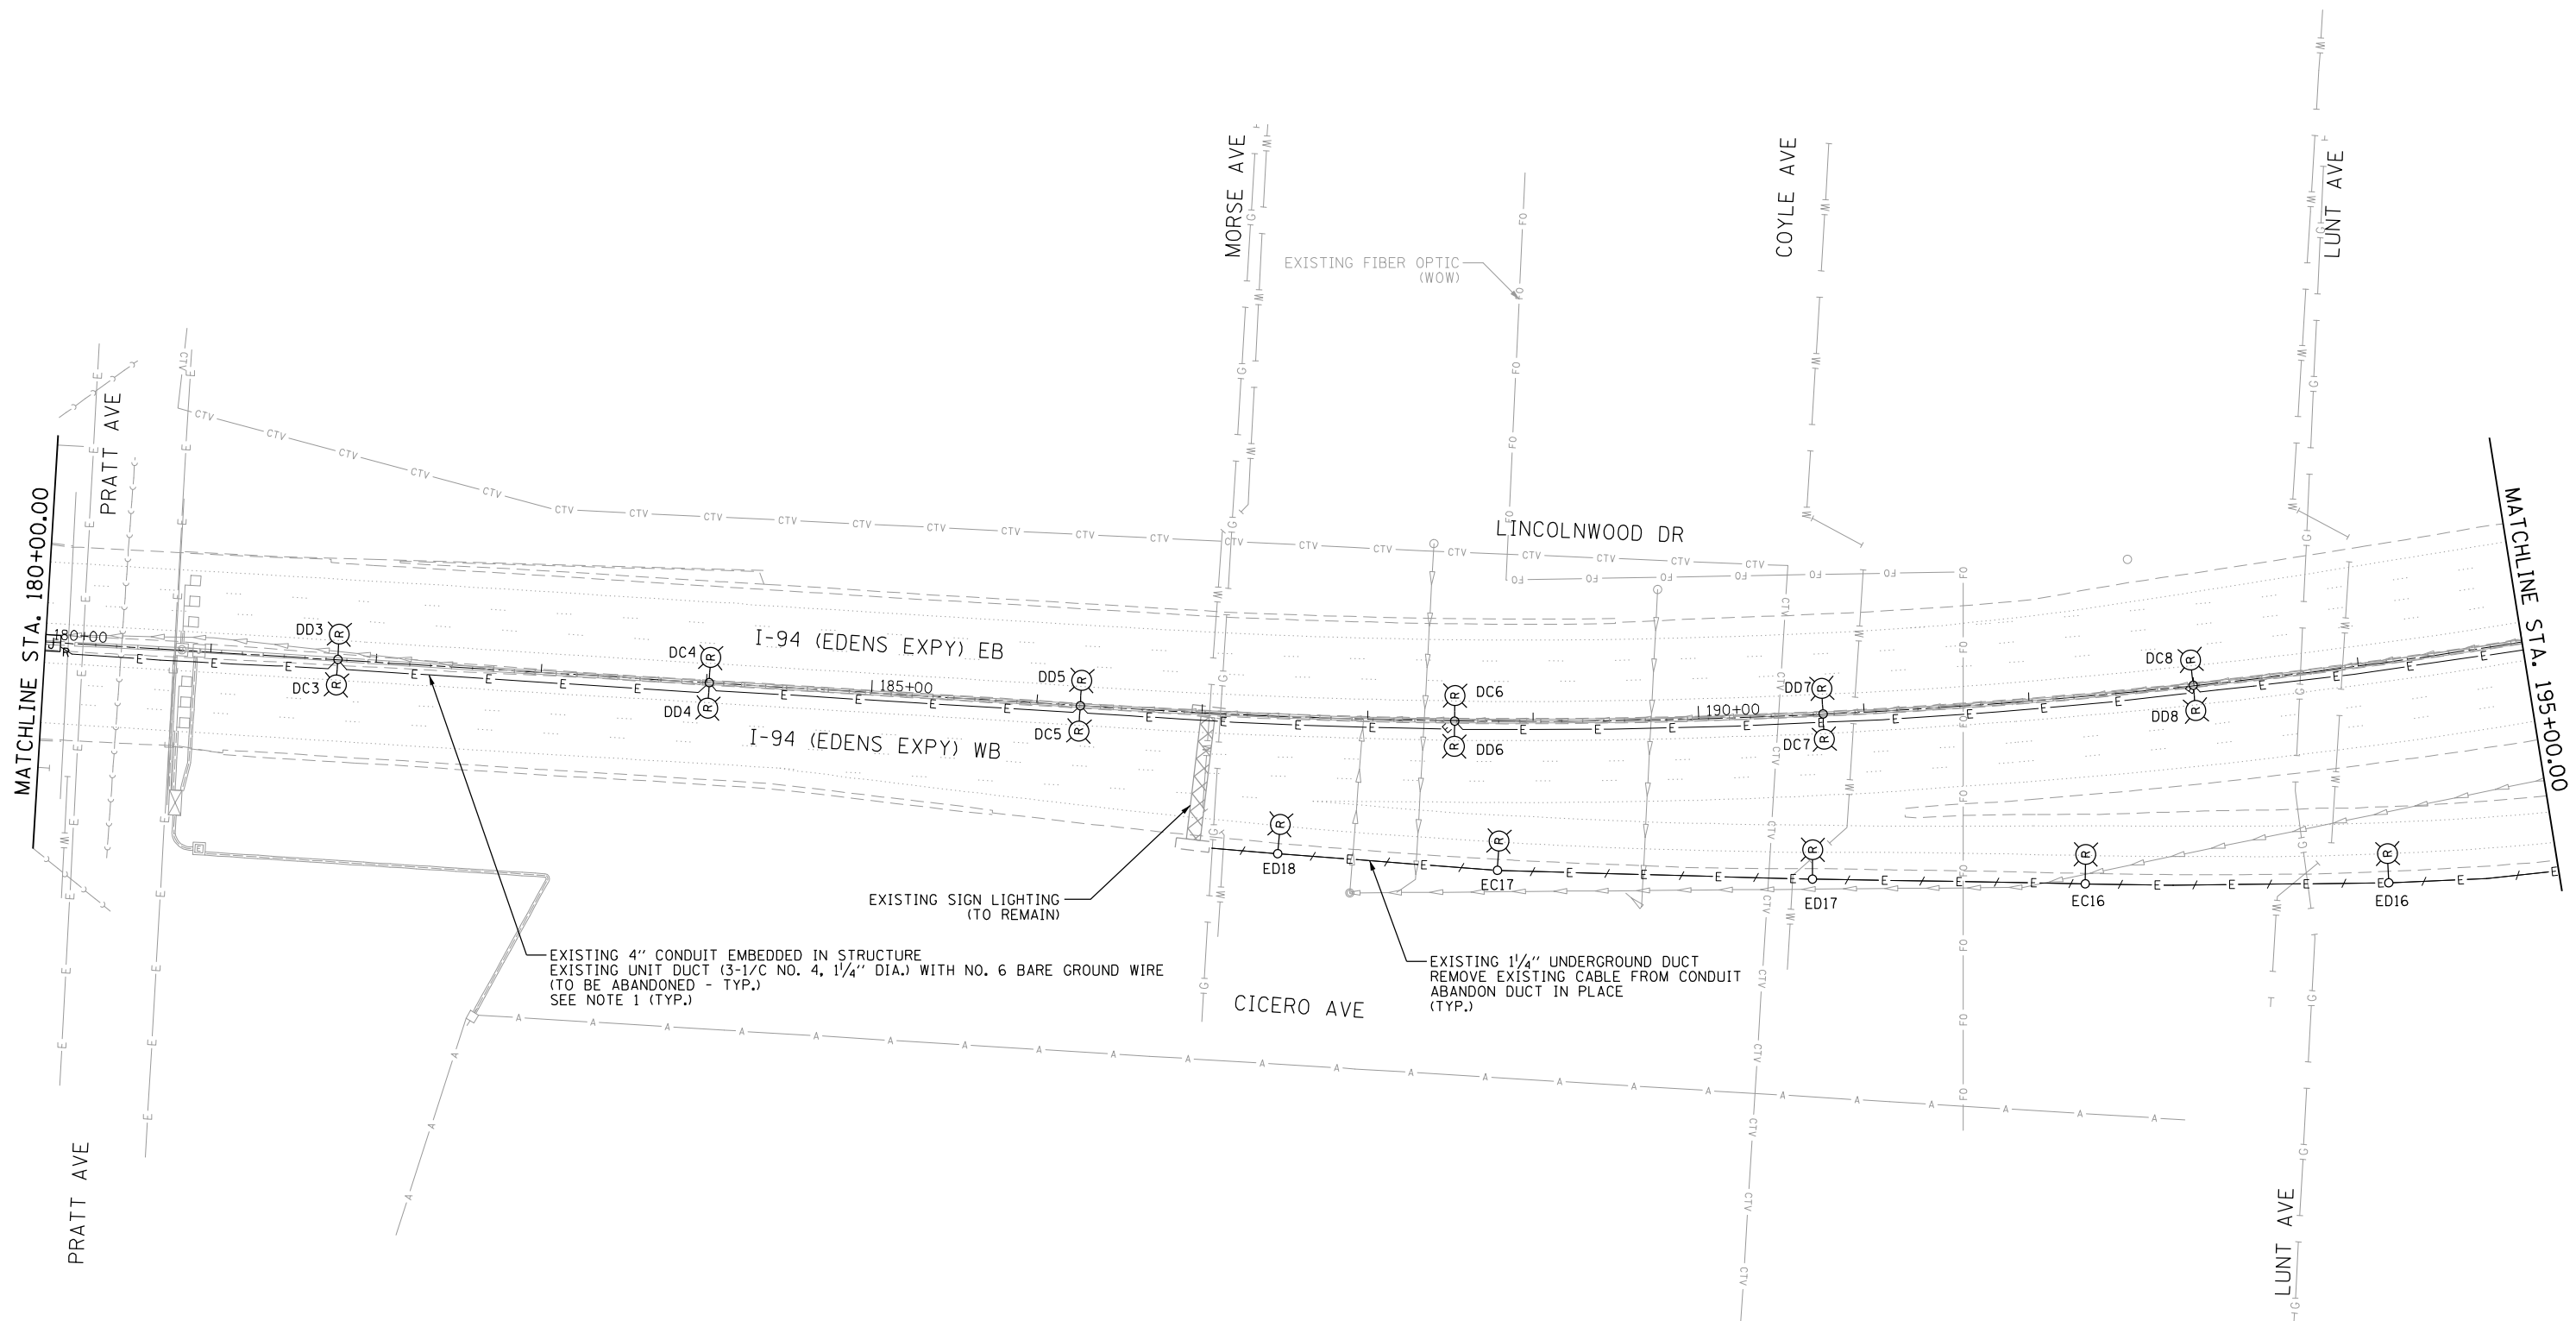 MORSE AVE
COYLE AVE
LUNT AVE
EXISTING FIBER OPTIC
(WOW)
PRATT AVE
MATCHLINE STA. 180+00.00
MATCHLINE STA. 195+00.00
LINCOLNWOOD DR
180+00
DD3
DC3
DC4
DD4
I-94 (EDENS EXPY) EB
185+00
DD5
DC5
I-94 (EDENS EXPY) WB
DC6
DD6
190+00
DD7
DC7
DC8
DD8
ED18
EC17
ED17
EC16
ED16
EXISTING SIGN LIGHTING
(TO REMAIN)
EXISTING 4" CONDUIT EMBEDDED IN STRUCTURE
EXISTING UNIT DUCT (3-1/C NO. 4, 1 1/4" DIA.) WITH NO. 6 BARE GROUND WIRE
(TO BE ABANDONED - TYP.)
SEE NOTE 1 (TYP.)
EXISTING 1 1/4" UNDERGROUND DUCT
REMOVE EXISTING CABLE FROM CONDUIT
ABANDON DUCT IN PLACE
(TYP.)
CICERO AVE
PRATT AVE
LUNT AVE